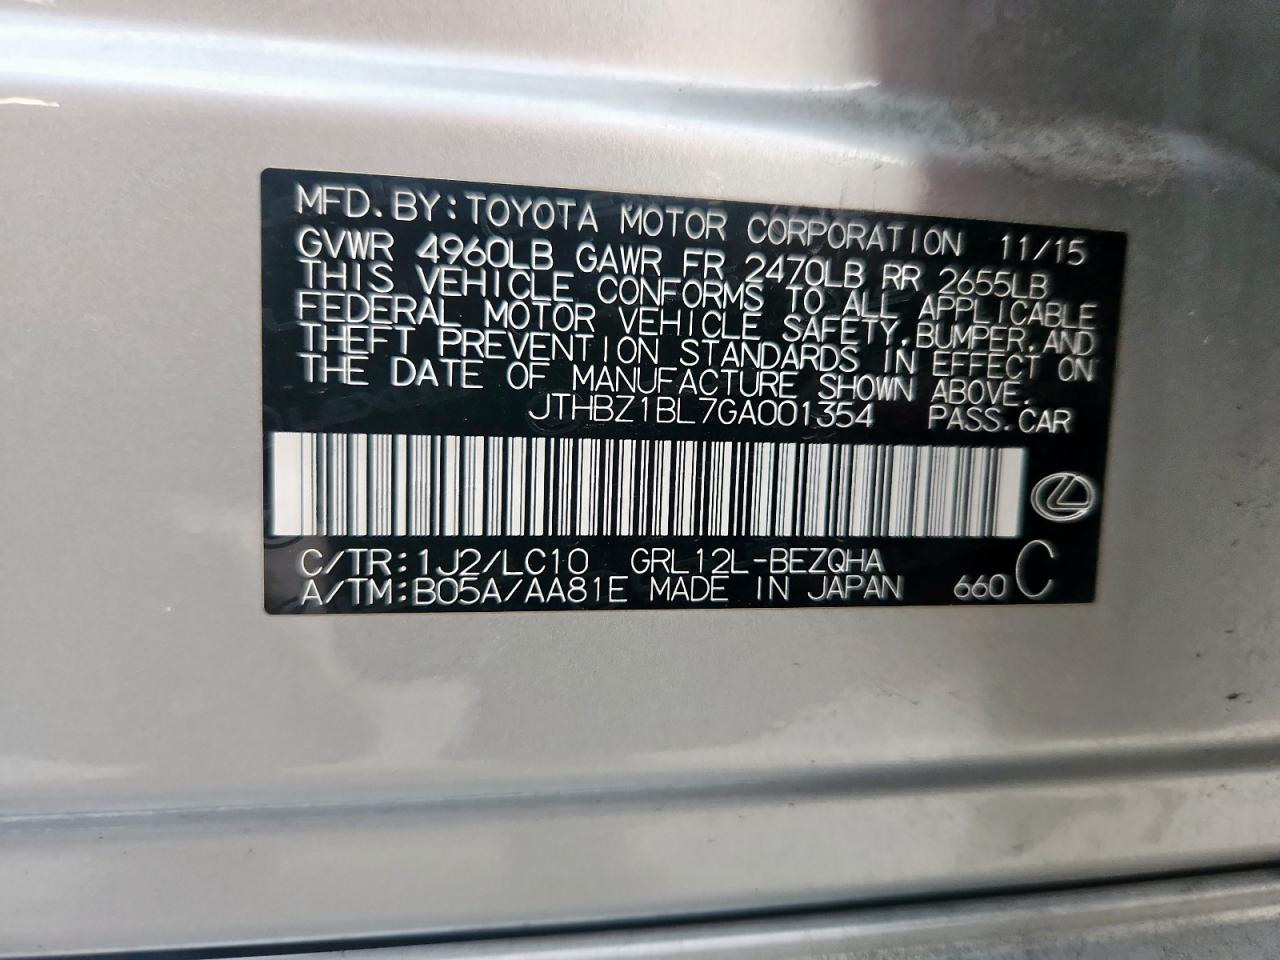 MFD.BY:TOYOTA MOTOR CORPORATION 11/15
GVWR 4960LB GAWR FR 2470LB RR 2655LB
THIS VEHICLE CONFORMS TO ALL APPLICABLE
FEDERAL MOTOR VEHICLE SAFETY,BUMPER,AND
THEFT PREVENTION STANDARDS IN EFFECT ON
THE DATE OF MANUFACTURE SHOWN ABOVE.
JTHBZ1BL7GA001354 PASS.CAR
C/TR:1J2/LC10 GRL12L-BEZQHA
A/TM:B05A/AA81E MADE IN JAPAN 660 C